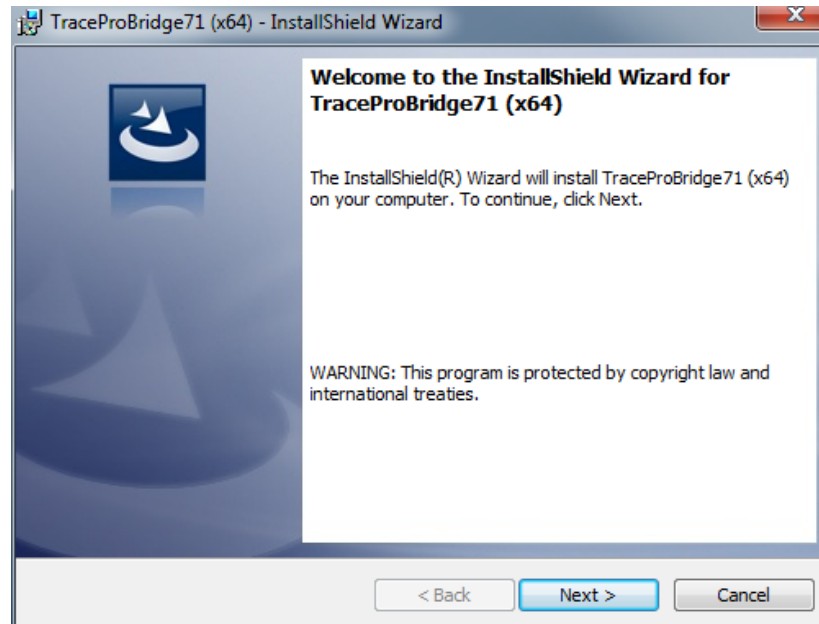 TraceProBridge71 (x64) - InstallShield Wizard
Welcome to the InstallShield Wizard for
TraceProBridge71 (x64)
The InstallShield(R) Wizard will install TraceProBridge71 (x64)
on your computer. To continue, click Next.
WARNING: This program is protected by copyright law and
international treaties.
< Back Next > Cancel